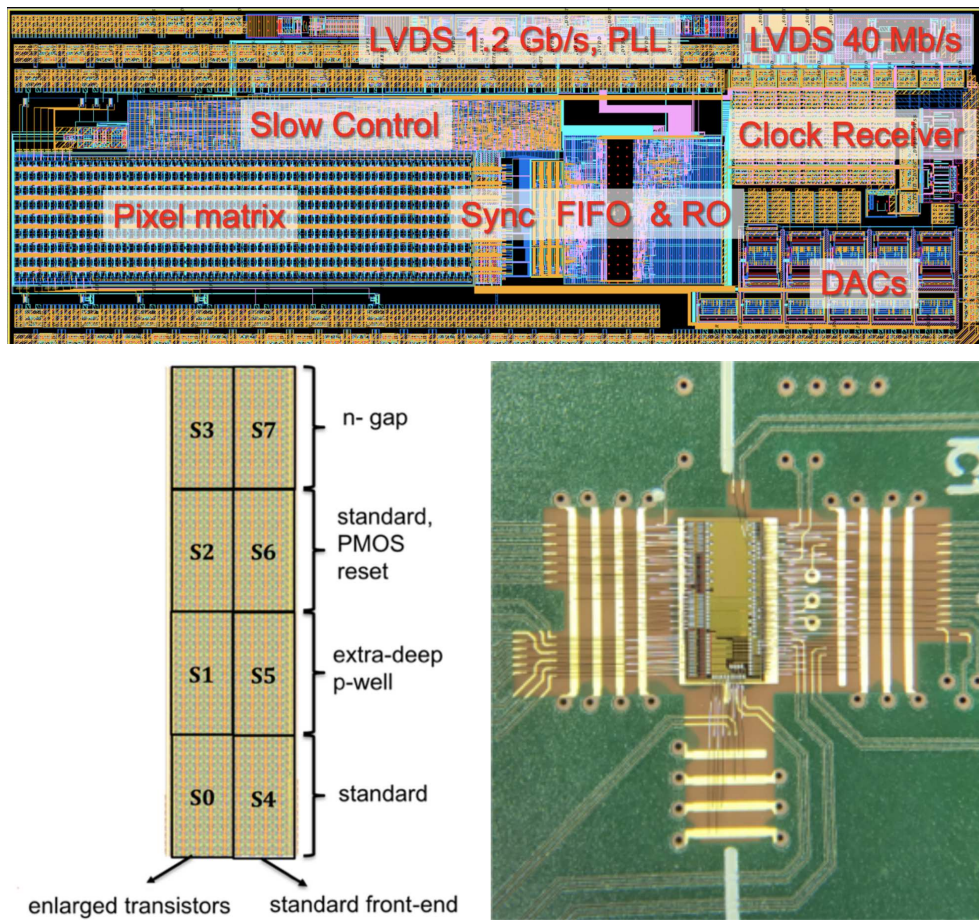 LVDS 1.2 Gb/s, PLL
LVDS 40 Mb/s
Slow Control
Clock Receiver
Pixel matrix
Sync FIFO & RO
DACs
S3 S7
n- gap
S2 S6
standard,
PMOS
reset
S1 S5
extra-deep
p-well
S0 S4
standard
enlarged transistors
standard front-end
IC1